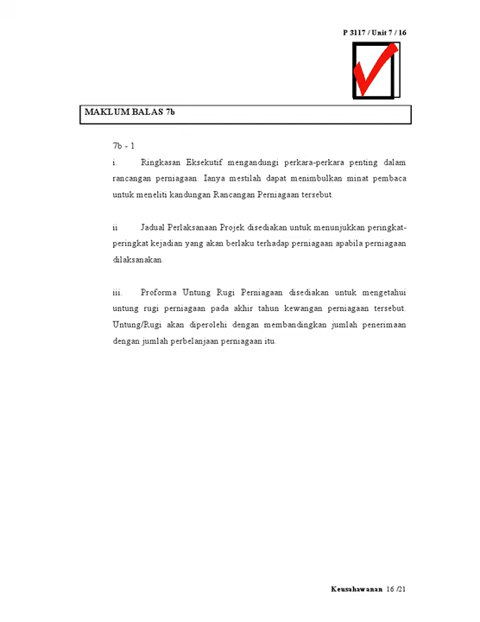 P 3117 / Unit 7 / 16
MAKLUM BALAS 7b
7b - 1
i. Ringkasan Eksekutif mengandungi perkara-perkara penting dalam
rancangan perniagaan. Ianya mestilah dapat menimbulkan minat pembaca
untuk meneliti kandungan Rancangan Perniagaan tersebut.
ii Jadual Perlaksanaan Projek disediakan untuk menunjukkan peringkat-
peringkat kejadian yang akan berlaku terhadap perniagaan apabila perniagaan
dilaksanakan.
iii. Proforma Untung Rugi Perniagaan disediakan untuk mengetahui
untung rugi perniagaan pada akhir tahun kewangan perniagaan tersebut.
Untung/Rugi akan diperolehi dengan membandingkan jumlah penerimaan
dengan jumlah perbelanjaan perniagaan itu.
Keusahawanan 16 /21